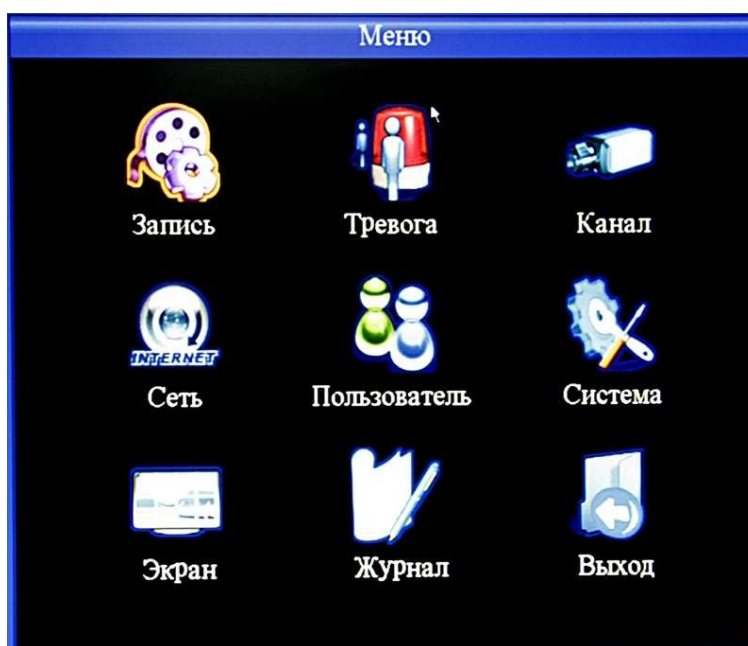 Меню
Запись
Тревога
Канал
INTERNET
Сеть
Пользователь
Система
Экран
Журнал
Выход